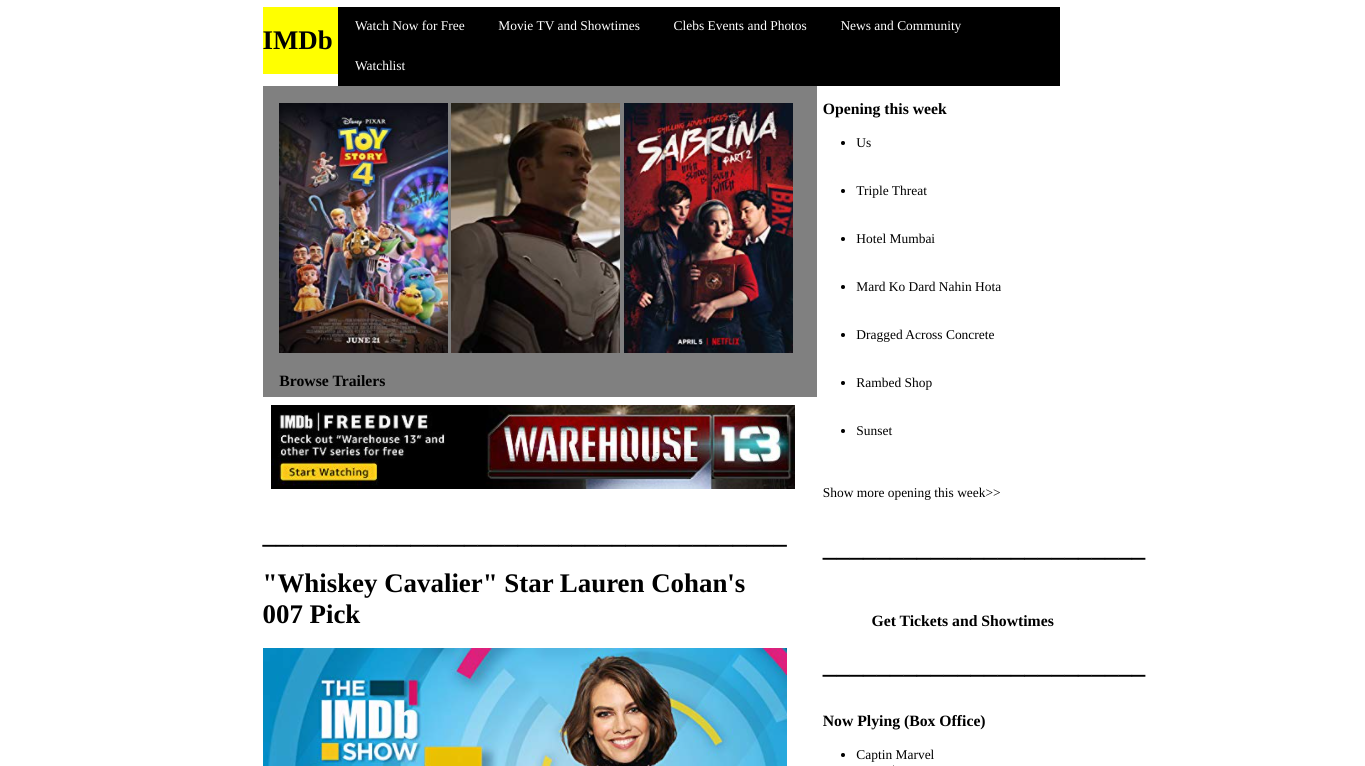 IMDb
Watch Now for Free
Movie TV and Showtimes
Clebs Events and Photos
News and Community
Watchlist
Disney PIXAR
TOY
STORY
4
JUNE 21
CHILLING ADVENTURES OF
SABRINA
PART 2
APRIL 5 | NETFLIX
Browse Trailers
IMDb | FREEDIVE
Check out "Warehouse 13" and
other TV series for free
Start Watching
WAREHOUSE 13
"Whiskey Cavalier" Star Lauren Cohan's
007 Pick
THE
IMDb
SHOW
Opening this week
Us
Triple Threat
Hotel Mumbai
Mard Ko Dard Nahin Hota
Dragged Across Concrete
Rambed Shop
Sunset
Show more opening this week>>
Get Tickets and Showtimes
Now Plying (Box Office)
Captin Marvel